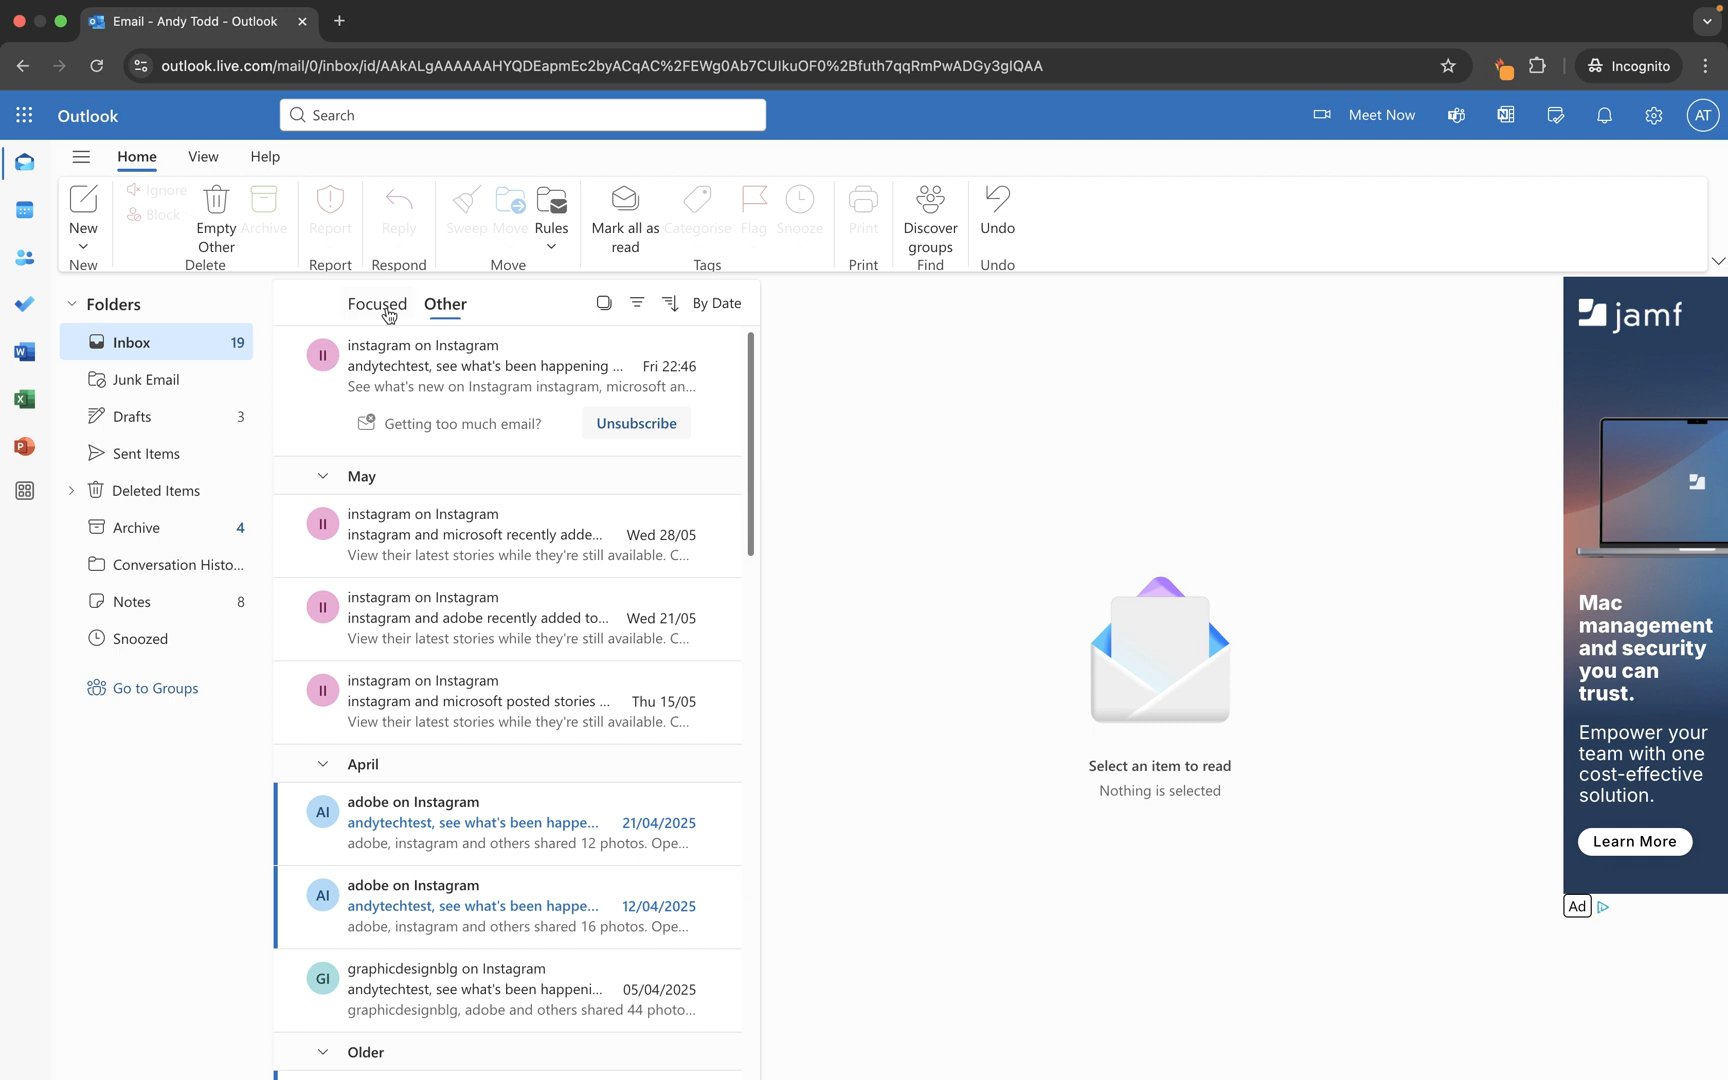 Email - Andy Todd - Outlook
outlook.live.com/mail/0/inbox/id/AAkALgAAAAAAHYQDEapmEc2byACqAC%2FEWg0Ab7CUIkuOF0%2Bfuth7qqRmPwADGy3glQAA
Incognito
Outlook
Search
Meet Now
AT
Home View Help
New
Ignore
Block
Empty Other
Archive
Report
Reply
Sweep
Move
Rules
Mark all as read
Categorise
Flag
Snooze
Print
Discover groups
Undo
New
Delete
Report
Respond
Move
Tags
Print
Find
Undo
Folders
Inbox 19
Junk Email
Drafts 3
Sent Items
Deleted Items
Archive 4
Conversation Histo...
Notes 8
Snoozed
Go to Groups
Focused Other By Date
II
instagram on Instagram
andytechtest, see what's been happening ... Fri 22:46
See what's new on Instagram instagram, microsoft an...
Getting too much email? Unsubscribe
May
II
instagram on Instagram
instagram and microsoft recently adde... Wed 28/05
View their latest stories while they're still available. C...
II
instagram on Instagram
instagram and adobe recently added to... Wed 21/05
View their latest stories while they're still available. C...
II
instagram on Instagram
instagram and microsoft posted stories ... Thu 15/05
View their latest stories while they're still available. C...
April
AI
adobe on Instagram
andytechtest, see what's been happe... 21/04/2025
adobe, instagram and others shared 12 photos. Ope...
AI
adobe on Instagram
andytechtest, see what's been happe... 12/04/2025
adobe, instagram and others shared 16 photos. Ope...
GI
graphicdesignblg on Instagram
andytechtest, see what's been happeni... 05/04/2025
graphicdesignblg, adobe and others shared 44 photo...
Older
Select an item to read
Nothing is selected
jamf
Mac
management
and security
you can
trust.
Empower your
team with one
cost-effective
solution.
Learn More
Ad